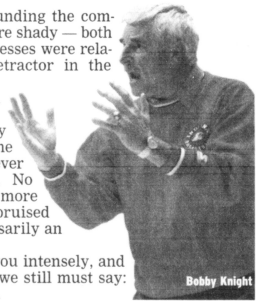 unding the com-
re shady — both
esses were rela-
etractor in the
y
ne
ver
No
more
bruised
sarily an
ou intensely, and
we still must say:
Bobby Knight